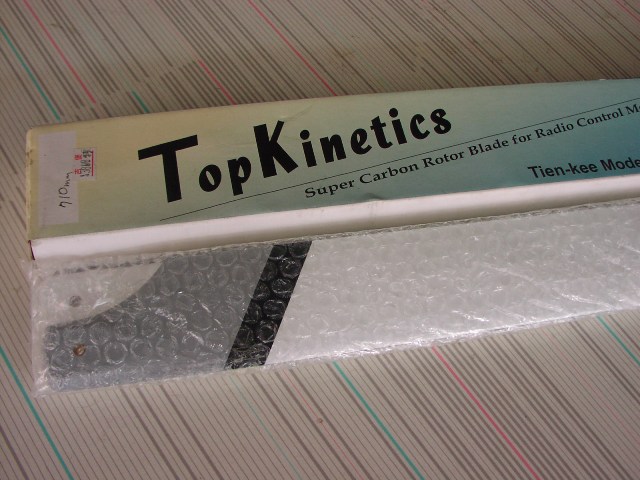 TopKinetics
Super Carbon Rotor Blade for Radio Control
Tien-kee
710mm